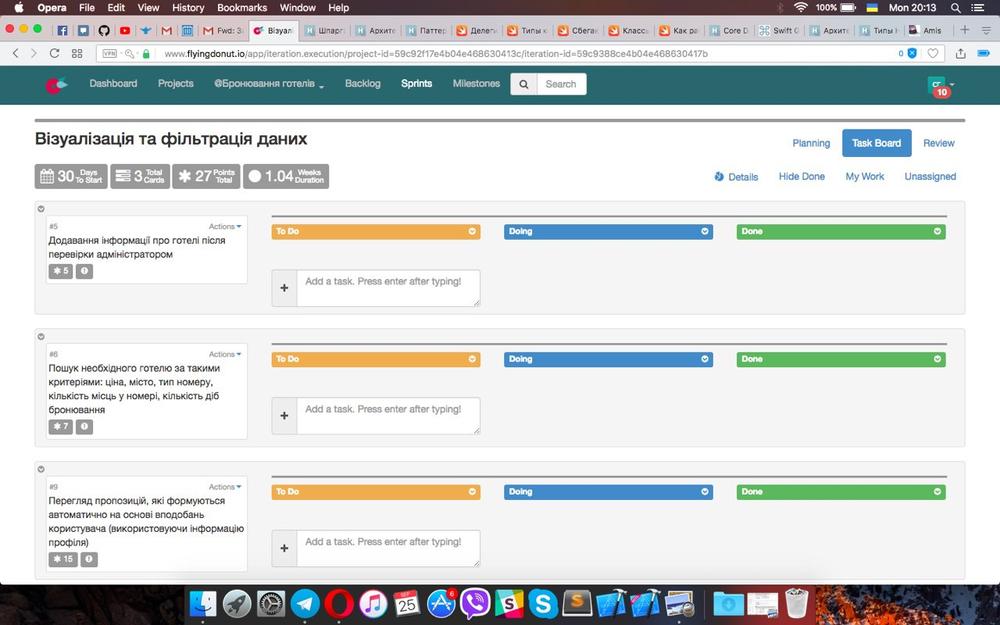 Opera File Edit View History Bookmarks Window Help 100% Mon 20:13
Fwd: За Візуалі Шпарга Архите Паттер Делеги Типы к Сбегак Класс Как ра Core D Swift G Архите Типы Н Amis
VPN www.flyingdonut.io/app/iteration.execution/project-id=59c92f17e4b04e468630413c/iteration-id=59c9388ce4b04e468630417b 0
Dashboard Projects @Бронювання готелів Backlog Sprints Milestones Search СГ 10
Візуалізація та фільтрація даних
Planning Task Board Review
30 Days To Start 3 Total Cards 27 Points Total 1.04 Weeks Duration
Details Hide Done My Work Unassigned
#5 Actions
Додавання інформації про готелі після
перевірки адміністратором
5
To Do Doing Done
Add a task. Press enter after typing!
#6 Actions
Пошук необхідного готелю за такими
критеріями: ціна, місто, тип номеру,
кількість місць у номері, кількість діб
бронювання
7
To Do Doing Done
Add a task. Press enter after typing!
#9 Actions
Перегляд пропозицій, які формуються
автоматично на основі вподобань
користувача (використовуючи інформацію
профілю)
15
To Do Doing Done
Add a task. Press enter after typing!
SEP 25 6